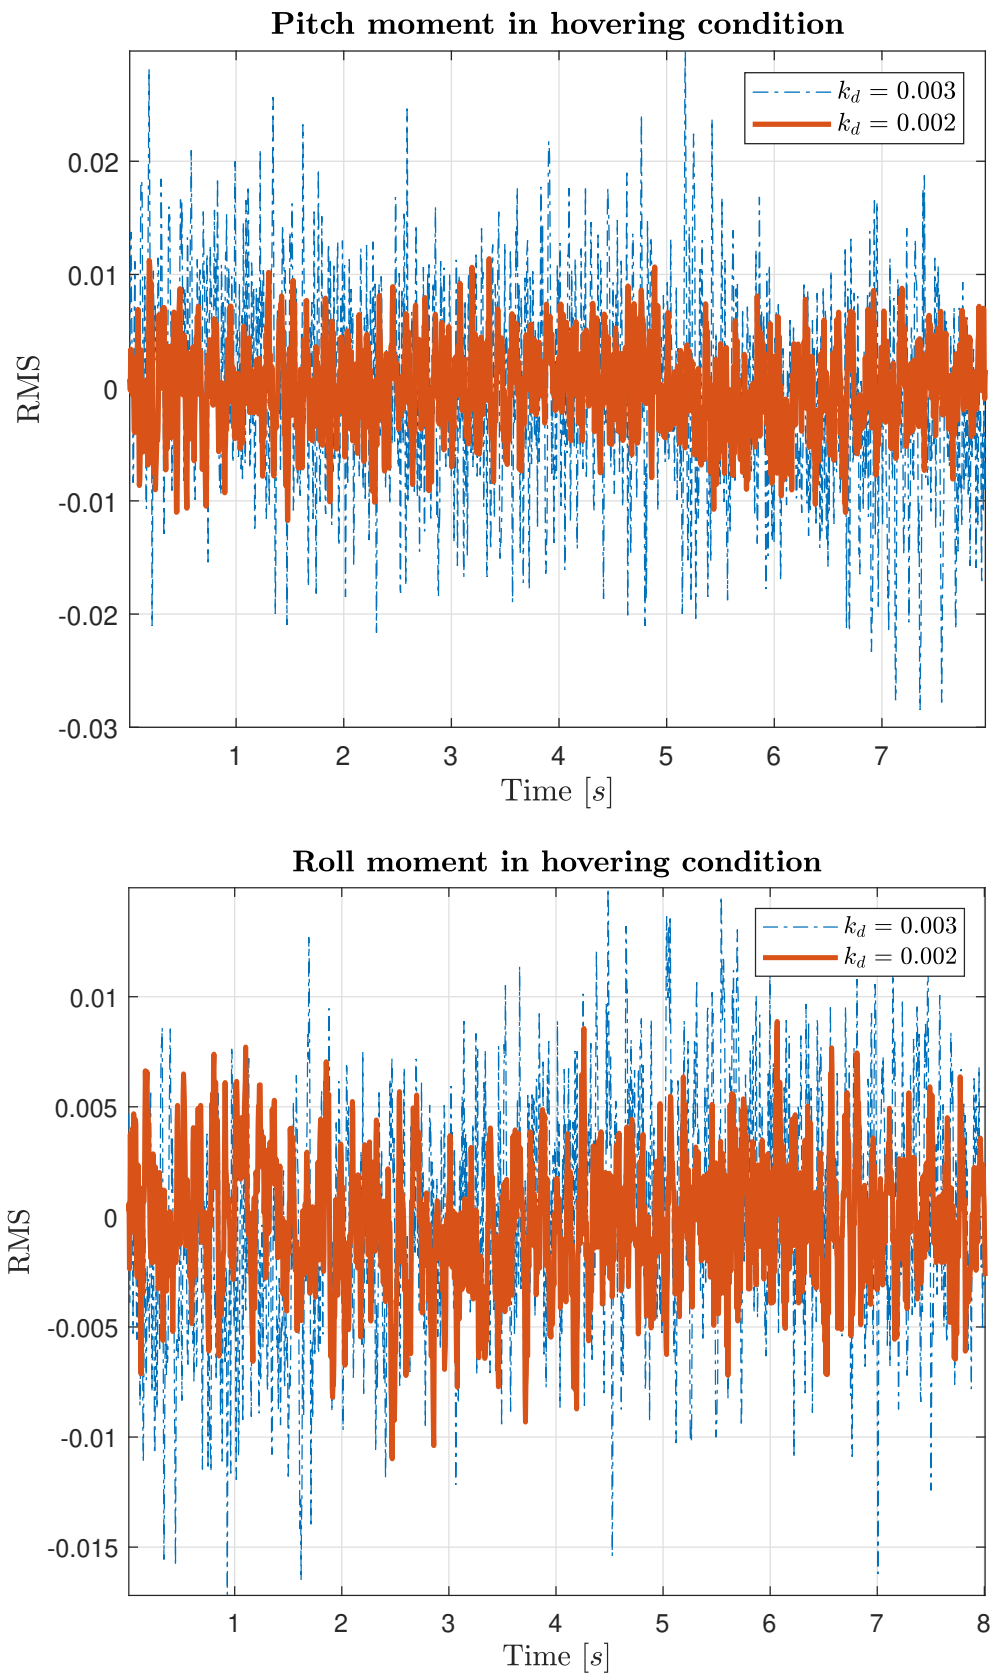 Pitch moment in hovering condition
k_d = 0.003
k_d = 0.002
0.02
0.01
0
-0.01
-0.02
-0.03
RMS
1 2 3 4 5 6 7
Time [s]
Roll moment in hovering condition
k_d = 0.003
k_d = 0.002
0.01
0.005
0
-0.005
-0.01
-0.015
RMS
1 2 3 4 5 6 7 8
Time [s]